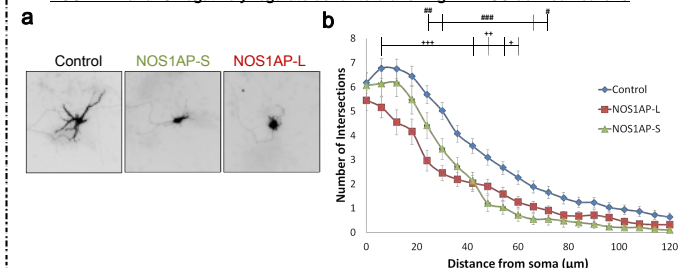 a
Control NOS1AP-S NOS1AP-L
b
## ### #
+++ ++ +
Number of Intersections
8
7
6
5
4
3
2
1
0
0 20 40 60 80 100 120
Distance from soma (µm)
Control
NOS1AP-L
NOS1AP-S